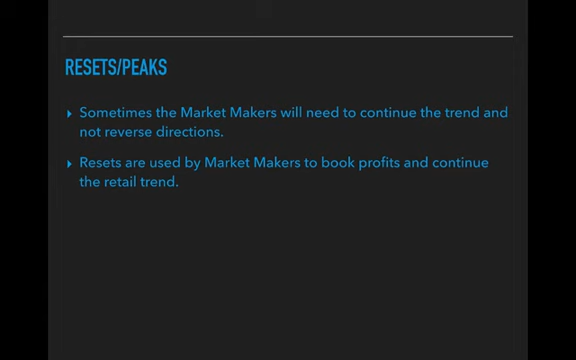 RESETS/PEAKS
‣ Sometimes the Market Makers will need to continue the trend and
not reverse directions.
‣ Resets are used by Market Makers to book profits and continue
the retail trend.